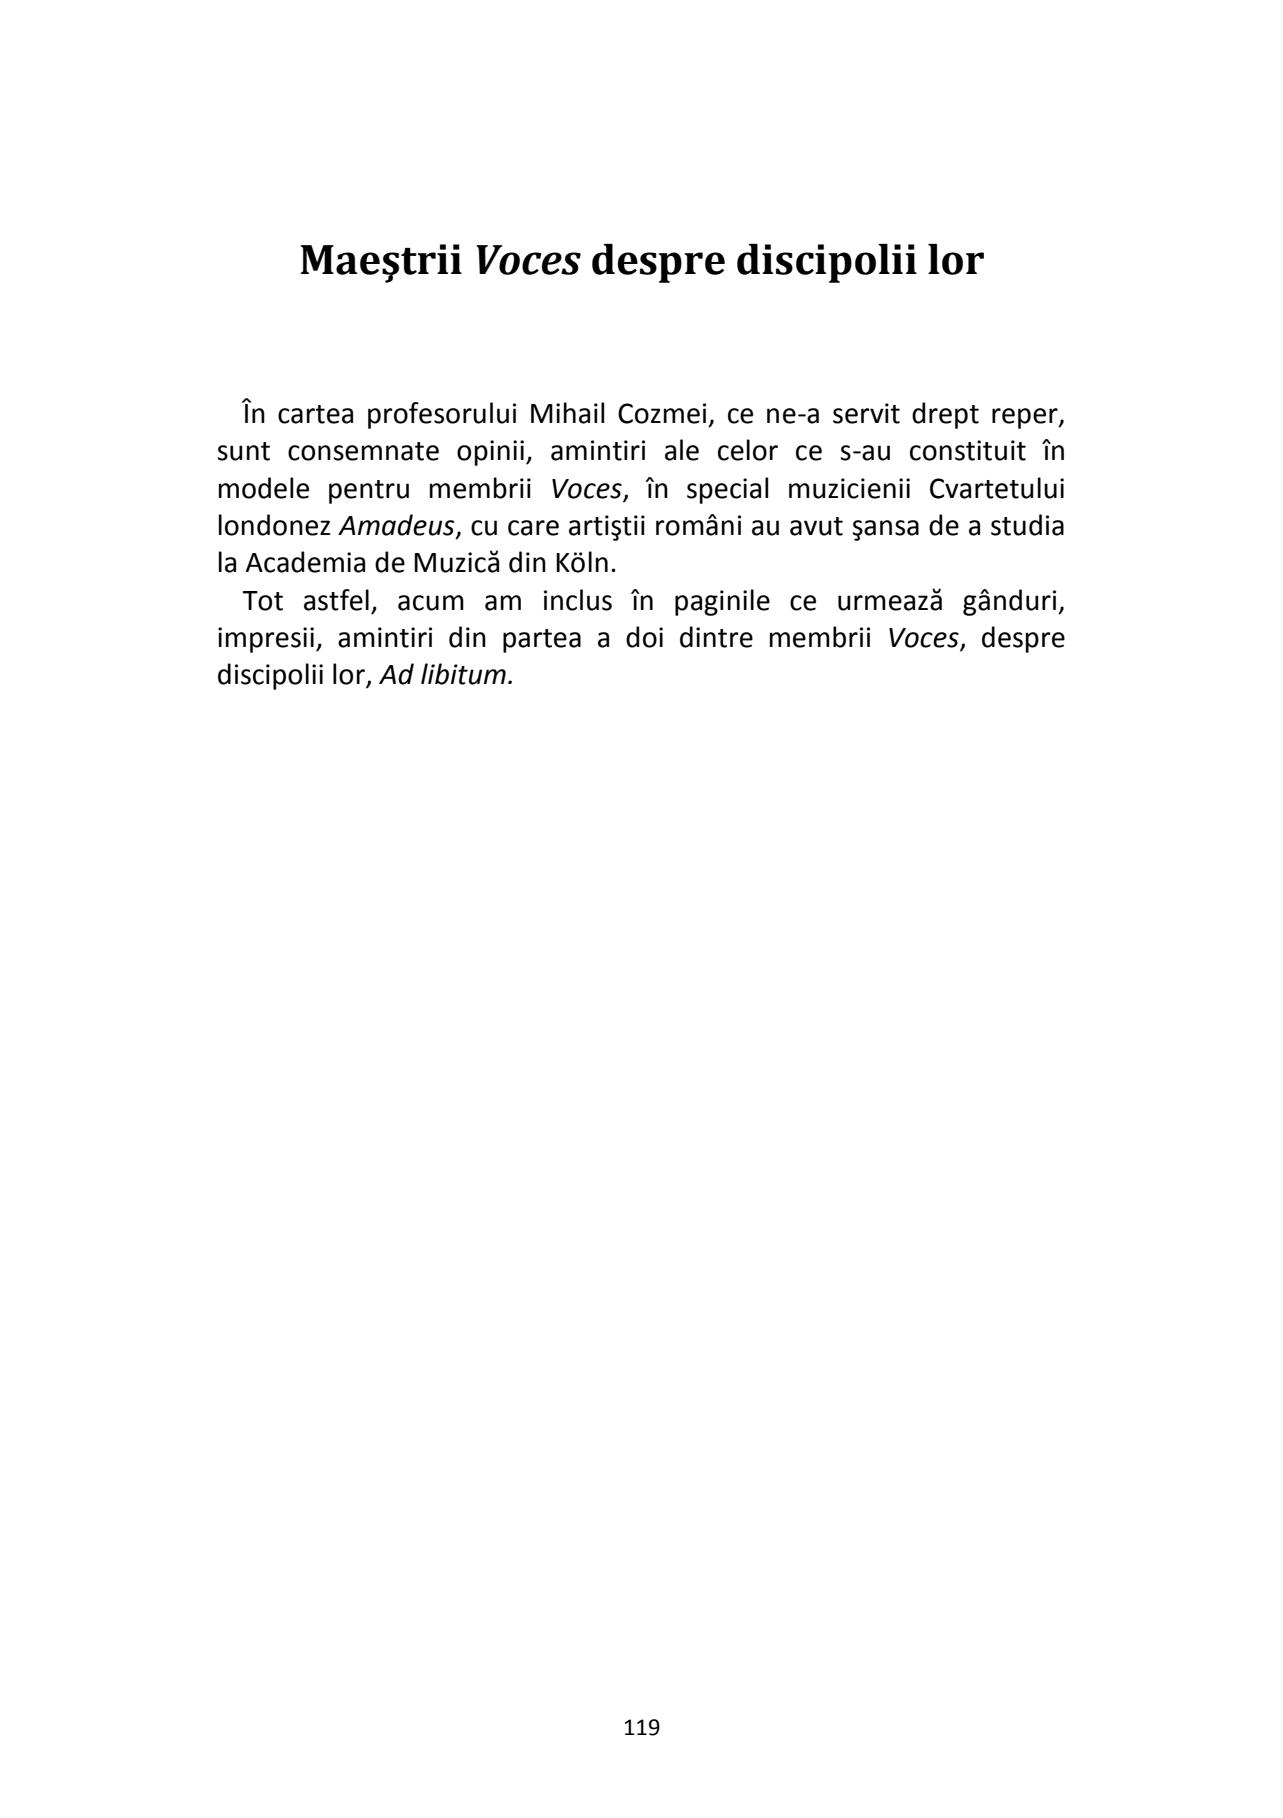 Maeştrii Voces despre discipolii lor
În cartea profesorului Mihail Cozmei, ce ne-a servit drept reper,
sunt consemnate opinii, amintiri ale celor ce s-au constituit în
modele pentru membrii Voces, în special muzicienii Cvartetului
londonez Amadeus, cu care artiştii români au avut şansa de a studia
la Academia de Muzică din Köln.
Tot astfel, acum am inclus în paginile ce urmează gânduri,
impresii, amintiri din partea a doi dintre membrii Voces, despre
discipolii lor, Ad libitum.
119